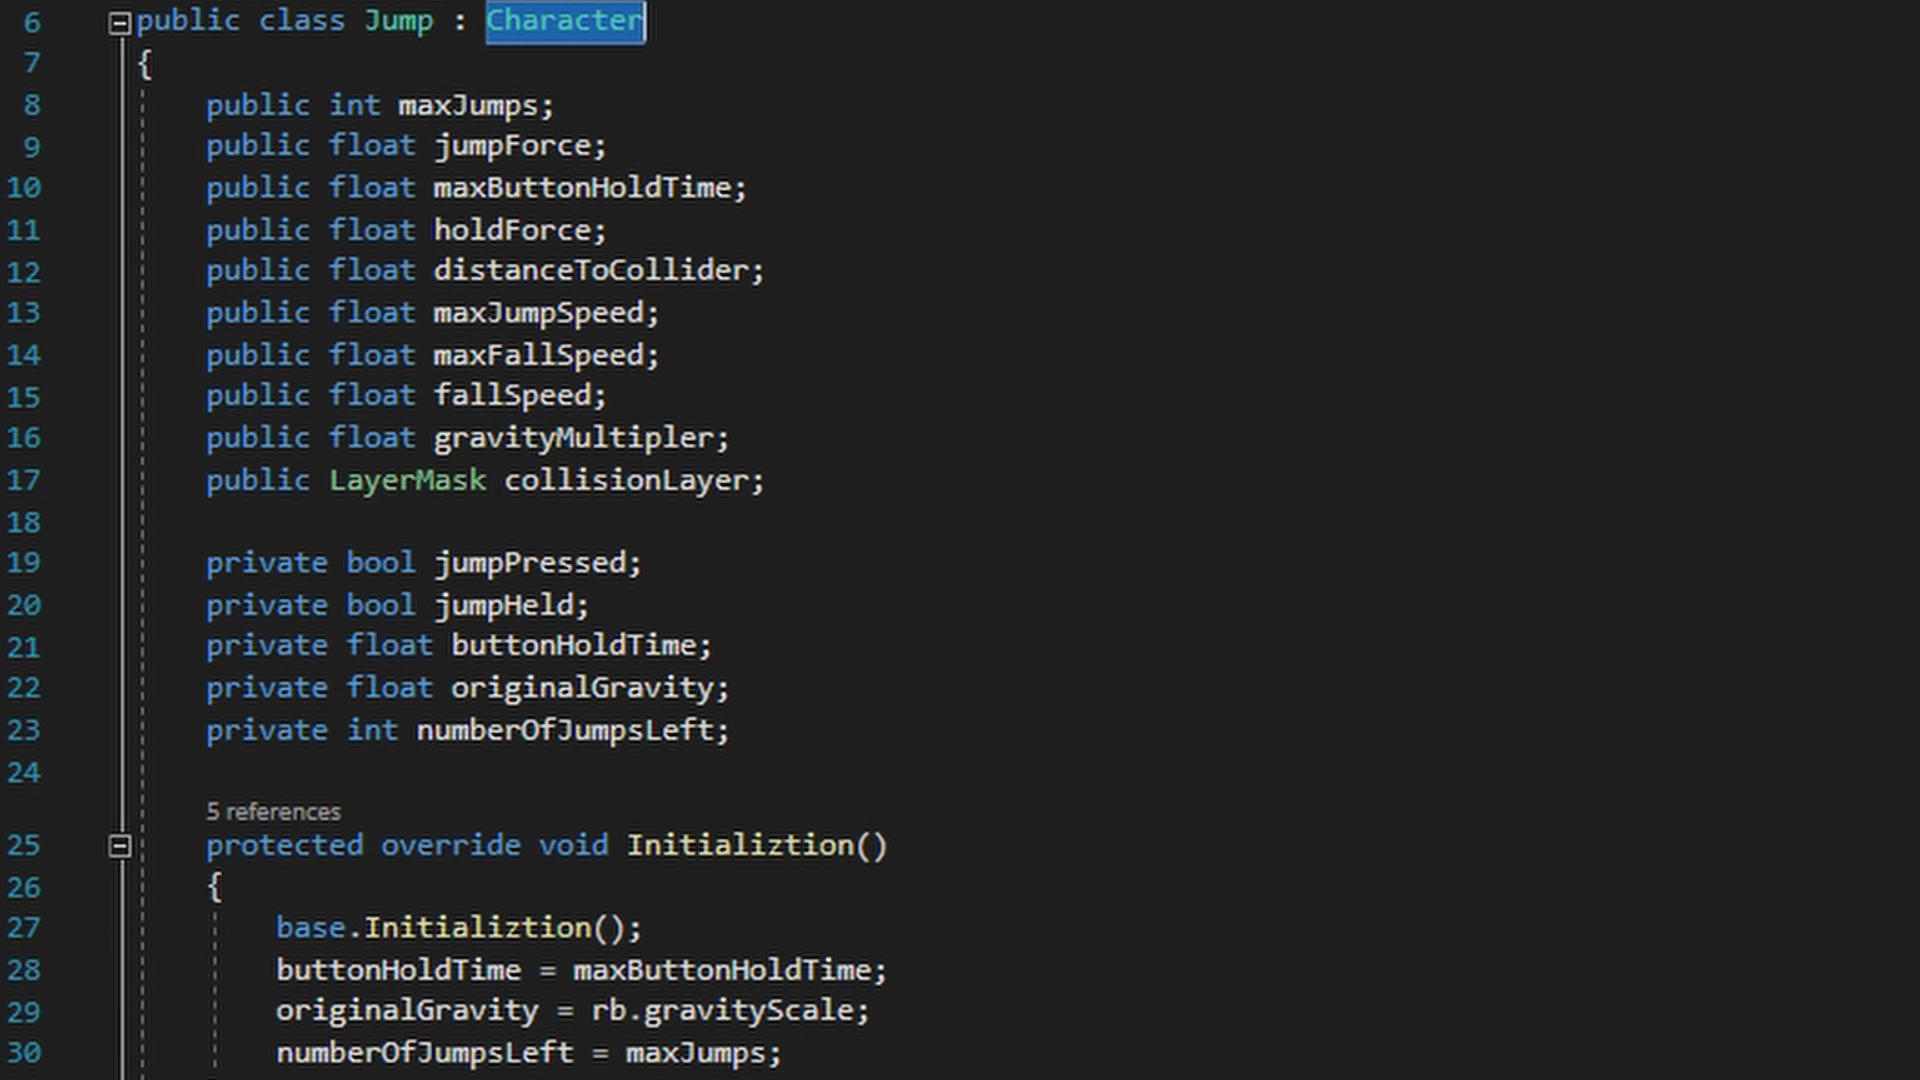 6 public class Jump : Character
7 {
8 public int maxJumps;
9 public float jumpForce;
10 public float maxButtonHoldTime;
11 public float holdForce;
12 public float distanceToCollider;
13 public float maxJumpSpeed;
14 public float maxFallSpeed;
15 public float fallSpeed;
16 public float gravityMultipler;
17 public LayerMask collisionLayer;
18
19 private bool jumpPressed;
20 private bool jumpHeld;
21 private float buttonHoldTime;
22 private float originalGravity;
23 private int numberOfJumpsLeft;
24
5 references
25 protected override void Initializtion()
26 {
27 base.Initializtion();
28 buttonHoldTime = maxButtonHoldTime;
29 originalGravity = rb.gravityScale;
30 numberOfJumpsLeft = maxJumps;